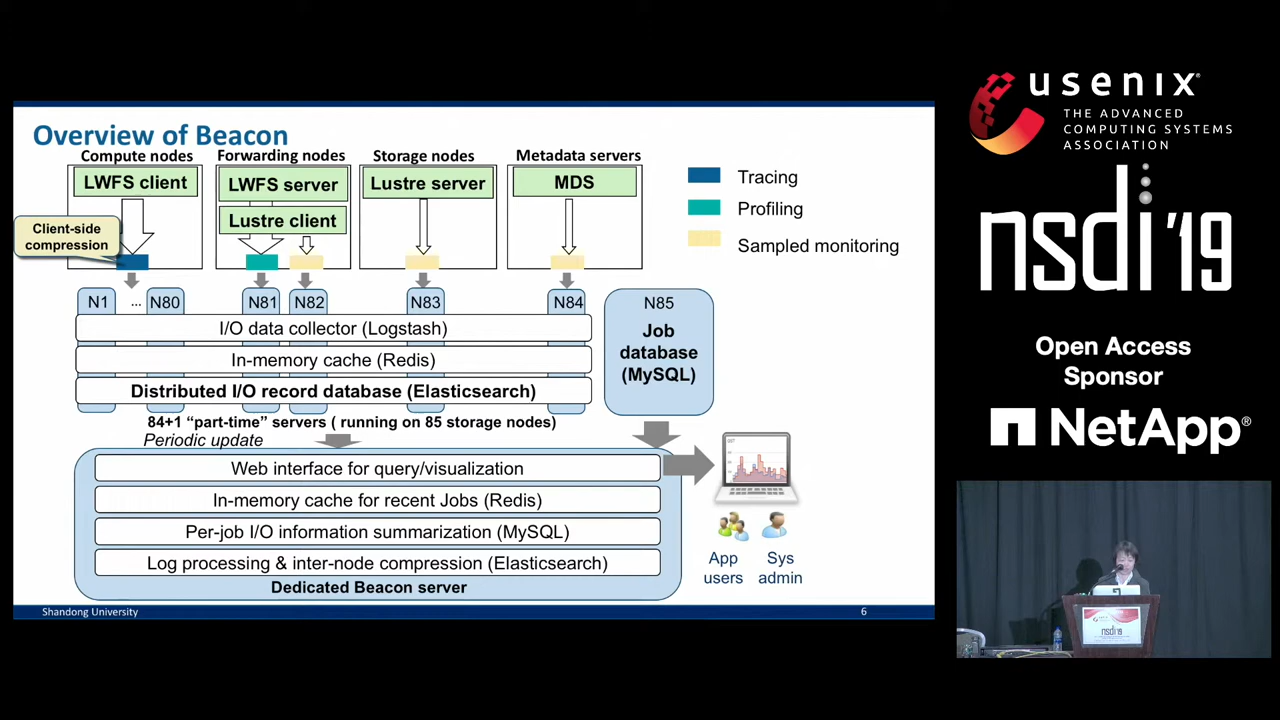 Overview of Beacon
Compute nodes
Forwarding nodes
Storage nodes
Metadata servers
LWFS client
LWFS server
Lustre client
Lustre server
MDS
Client-side
compression
Tracing
Profiling
Sampled monitoring
N1
...
N80
N81
N82
N83
N84
N85
I/O data collector (Logstash)
In-memory cache (Redis)
Distributed I/O record database (Elasticsearch)
Job
database
(MySQL)
84+1 “part-time” servers ( running on 85 storage nodes)
Periodic update
Web interface for query/visualization
In-memory cache for recent Jobs (Redis)
Per-job I/O information summarization (MySQL)
Log processing & inter-node compression (Elasticsearch)
Dedicated Beacon server
App
users
Sys
admin
Shandong University
6
usenix®
THE ADVANCED
COMPUTING SYSTEMS
ASSOCIATION
nsdi '19
Open Access
Sponsor
NetApp®
nsdi'19